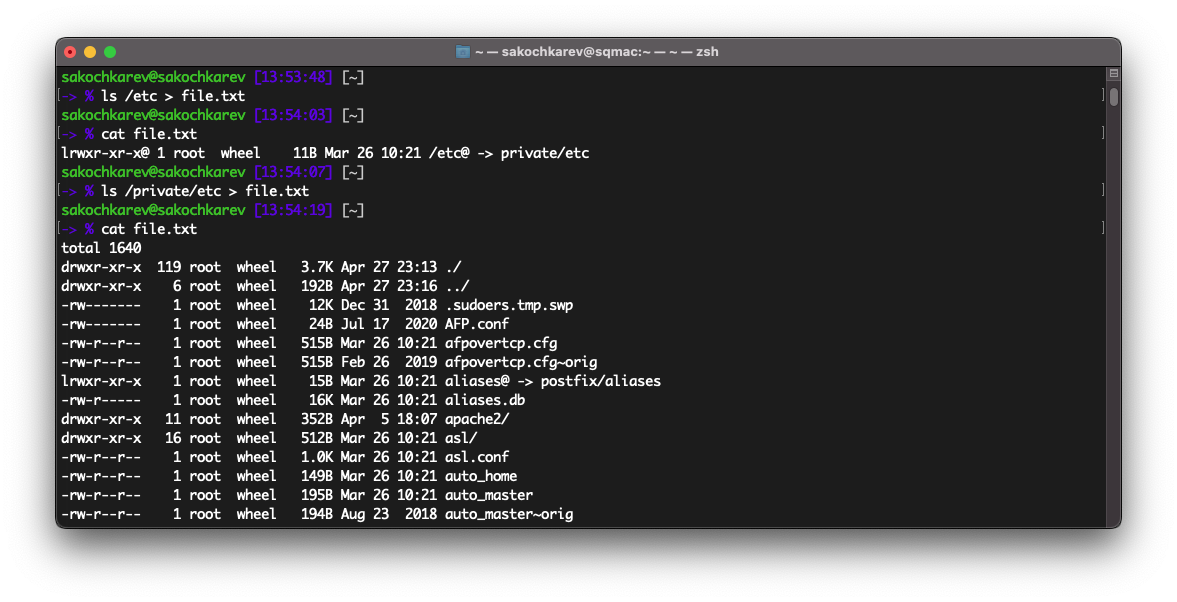 ~ — sakochkarev@sqmac:~ — ~ — zsh
sakochkarev@sakochkarev [13:53:48] [~]
[-> % ls /etc > file.txt ]
sakochkarev@sakochkarev [13:54:03] [~]
[-> % cat file.txt ]
lrwxr-xr-x@ 1 root  wheel    11B Mar 26 10:21 /etc@ -> private/etc
sakochkarev@sakochkarev [13:54:07] [~]
[-> % ls /private/etc > file.txt ]
sakochkarev@sakochkarev [13:54:19] [~]
[-> % cat file.txt ]
total 1640
drwxr-xr-x  119 root  wheel   3.7K Apr 27 23:13 ./
drwxr-xr-x    6 root  wheel   192B Apr 27 23:16 ../
-rw-------    1 root  wheel    12K Dec 31  2018 .sudoers.tmp.swp
-rw-------    1 root  wheel    24B Jul 17  2020 AFP.conf
-rw-r--r--    1 root  wheel   515B Mar 26 10:21 afpovertcp.cfg
-rw-r--r--    1 root  wheel   515B Feb 26  2019 afpovertcp.cfg~orig
lrwxr-xr-x    1 root  wheel    15B Mar 26 10:21 aliases@ -> postfix/aliases
-rw-r-----    1 root  wheel    16K Mar 26 10:21 aliases.db
drwxr-xr-x   11 root  wheel   352B Apr  5 18:07 apache2/
drwxr-xr-x   16 root  wheel   512B Mar 26 10:21 asl/
-rw-r--r--    1 root  wheel   1.0K Mar 26 10:21 asl.conf
-rw-r--r--    1 root  wheel   149B Mar 26 10:21 auto_home
-rw-r--r--    1 root  wheel   195B Mar 26 10:21 auto_master
-rw-r--r--    1 root  wheel   194B Aug 23  2018 auto_master~orig